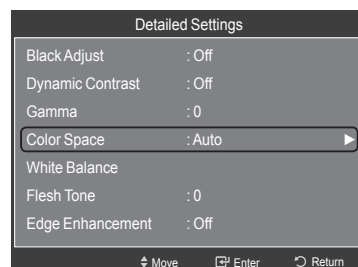 Detailed Settings
Black Adjust : Off
Dynamic Contrast : Off
Gamma : 0
Color Space : Auto
White Balance
Flesh Tone : 0
Edge Enhancement : Off
Move Enter Return